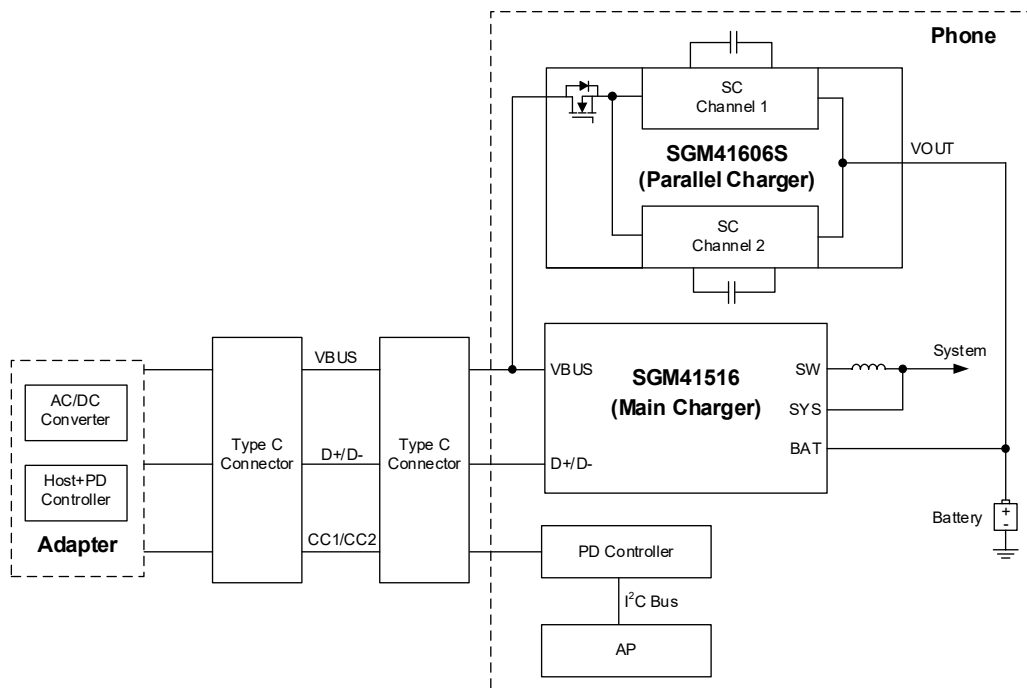 Phone
SC
Channel 1
SGM41606S
(Parallel Charger)
VOUT
SC
Channel 2
VBUS
VBUS
SGM41516
(Main Charger)
SW
System
SYS
BAT
AC/DC
Converter
Type C
Connector
D+/D-
Type C
Connector
D+/D-
Host+PD
Controller
Adapter
Battery
+
-
CC1/CC2
PD Controller
I²C Bus
AP